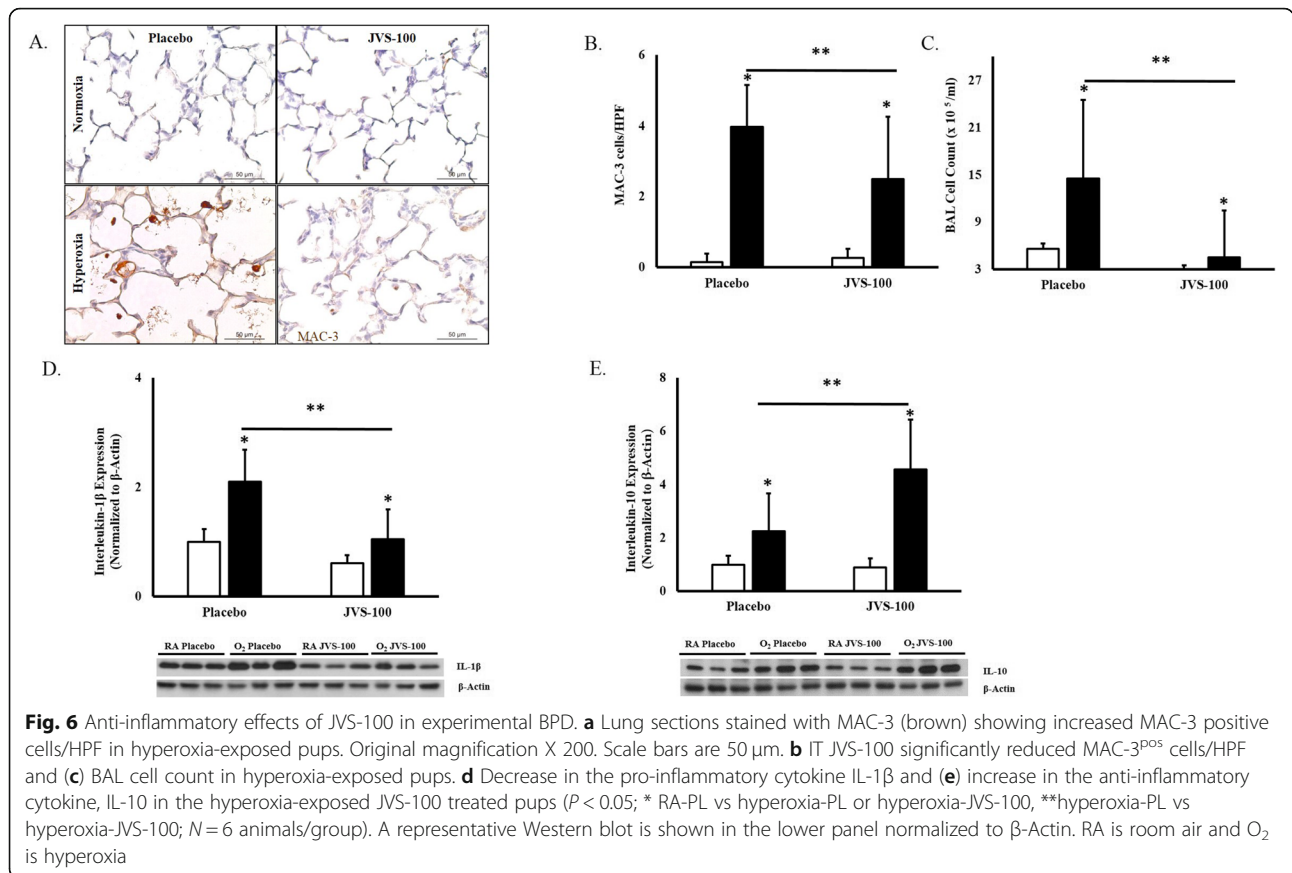 A.
Placebo
JVS-100
Normoxia
50 µm
50 µm
Hyperoxia
50 µm
MAC-3
50 µm
B.
**
6
*
*
4
2
0
MAC-3 cells/HPF
Placebo
JVS-100
C.
**
27
*
21
15
*
9
3
BAL Cell Count (x 10 5 /ml)
Placebo
JVS-100
D.
4
**
*
2
*
0
Interleukin-1β Expression
(Normalized to β-Actin)
Placebo
JVS-100
RA Placebo O2 Placebo RA JVS-100 O2 JVS-100
IL-1β
β-Actin
E.
8
**
*
6
4
*
2
0
Interleukin-10 Expression
(Normalized to β-Actin)
Placebo
JVS-100
RA Placebo O2 Placebo RA JVS-100 O2 JVS-100
IL-10
β-Actin
Fig. 6 Anti-inflammatory effects of JVS-100 in experimental BPD. a Lung sections stained with MAC-3 (brown) showing increased MAC-3 positive
cells/HPF in hyperoxia-exposed pups. Original magnification X 200. Scale bars are 50 µm. b IT JVS-100 significantly reduced MAC-3pos cells/HPF
and (c) BAL cell count in hyperoxia-exposed pups. d Decrease in the pro-inflammatory cytokine IL-1β and (e) increase in the anti-inflammatory
cytokine, IL-10 in the hyperoxia-exposed JVS-100 treated pups (P < 0.05; * RA-PL vs hyperoxia-PL or hyperoxia-JVS-100, **hyperoxia-PL vs
hyperoxia-JVS-100; N = 6 animals/group). A representative Western blot is shown in the lower panel normalized to β-Actin. RA is room air and O2
is hyperoxia